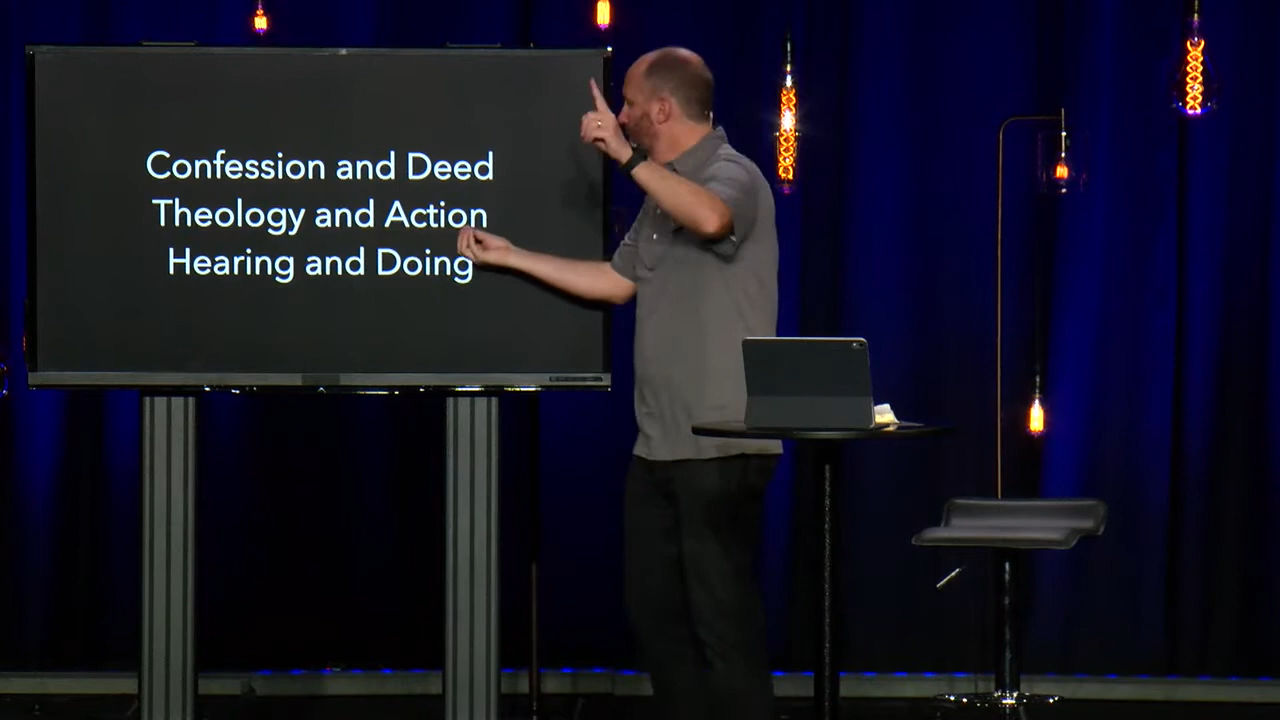 Confession and Deed
Theology and Action
Hearing and Doing